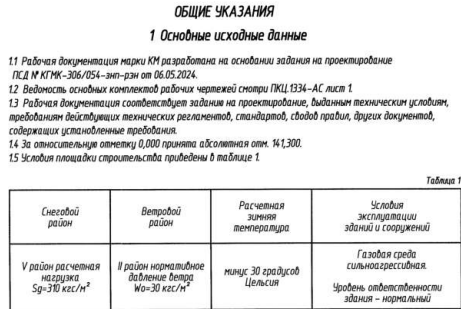 ОБЩИЕ УКАЗАНИЯ
1 Основные исходные данные
1.1 Рабочая документация марки КМ разработана на основании задания на проектирование
ПСД № КГМК-306/054-знп-рэн от 06.05.2024.
1.2 Ведомость основных комплектов рабочих чертежей смотри ПКЦ.1334-АС лист 1.
1.3 Рабочая документация соответствует заданию на проектирование, выданным техническим условиям,
требованиям действующих технических регламентов, стандартов, сводов правил, других документов,
содержащих установленные требования.
1.4 За относительную отметку 0,000 принята абсолютная отм. 141,300.
1.5 Условия площадки строительства приведены в таблице 1.
Таблица 1
Снеговой
район
Ветровой
район
Расчетная
зимняя
температура
Условия
эксплуатации
зданий и сооружений
V район расчетная
нагрузка
Sg=310 кгс/м²
II район нормативное
давление ветра
Wo=30 кгс/м²
минус 30 градусов
Цельсия
Газовая среда
сильноагрессивная.
Уровень ответственности
здания - нормальный